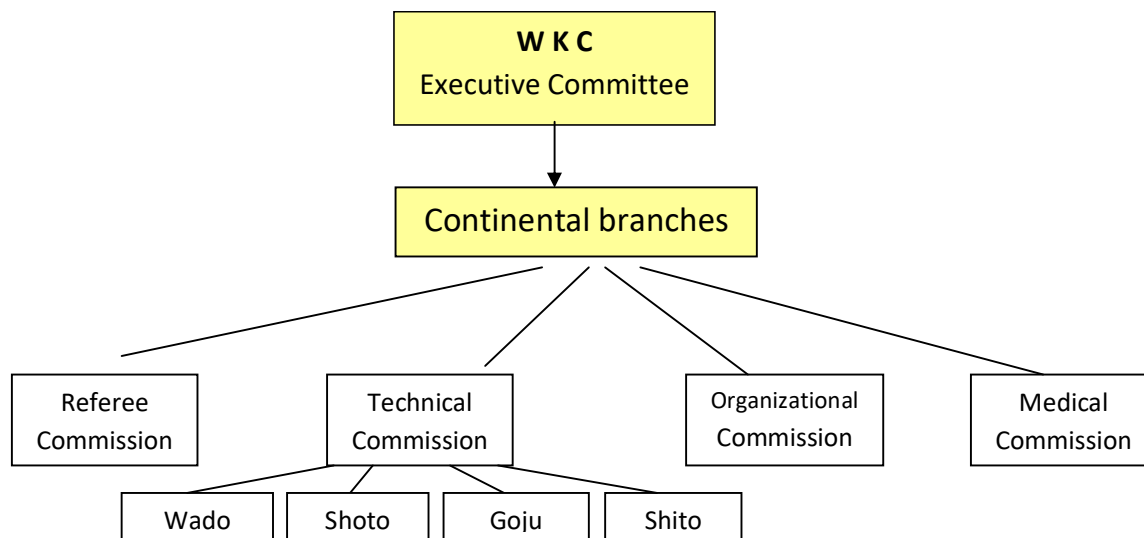 W K C
Executive Committee
Continental branches
Referee
Commission
Technical
Commission
Organizational
Commission
Medical
Commission
Wado
Shoto
Goju
Shito